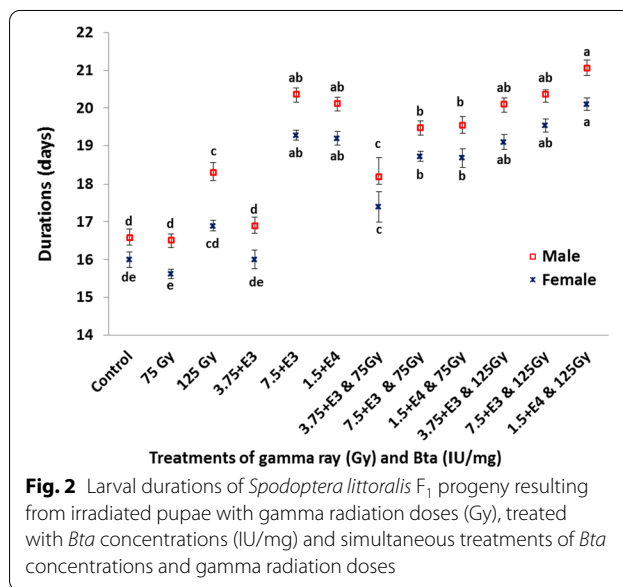 22
21
20
19
18
17
16
15
14
Durations (days)
d
de
d
e
c
cd
d
de
ab
ab
ab
ab
c
c
b
b
b
b
ab
ab
ab
ab
a
a
Male
Female
Control
75 Gy
125 Gy
3.75+E3
7.5+E3
1.5+E4
3.75+E3 & 75Gy
7.5+E3 & 75Gy
1.5+E4 & 75Gy
3.75+E3 & 125Gy
7.5+E3 & 125Gy
1.5+E4 & 125Gy
Treatments of gamma ray (Gy) and Bta (IU/mg)
Fig. 2 Larval durations of Spodoptera littoralis F1 progeny resulting
from irradiated pupae with gamma radiation doses (Gy), treated
with Bta concentrations (IU/mg) and simultaneous treatments of Bta
concentrations and gamma radiation doses